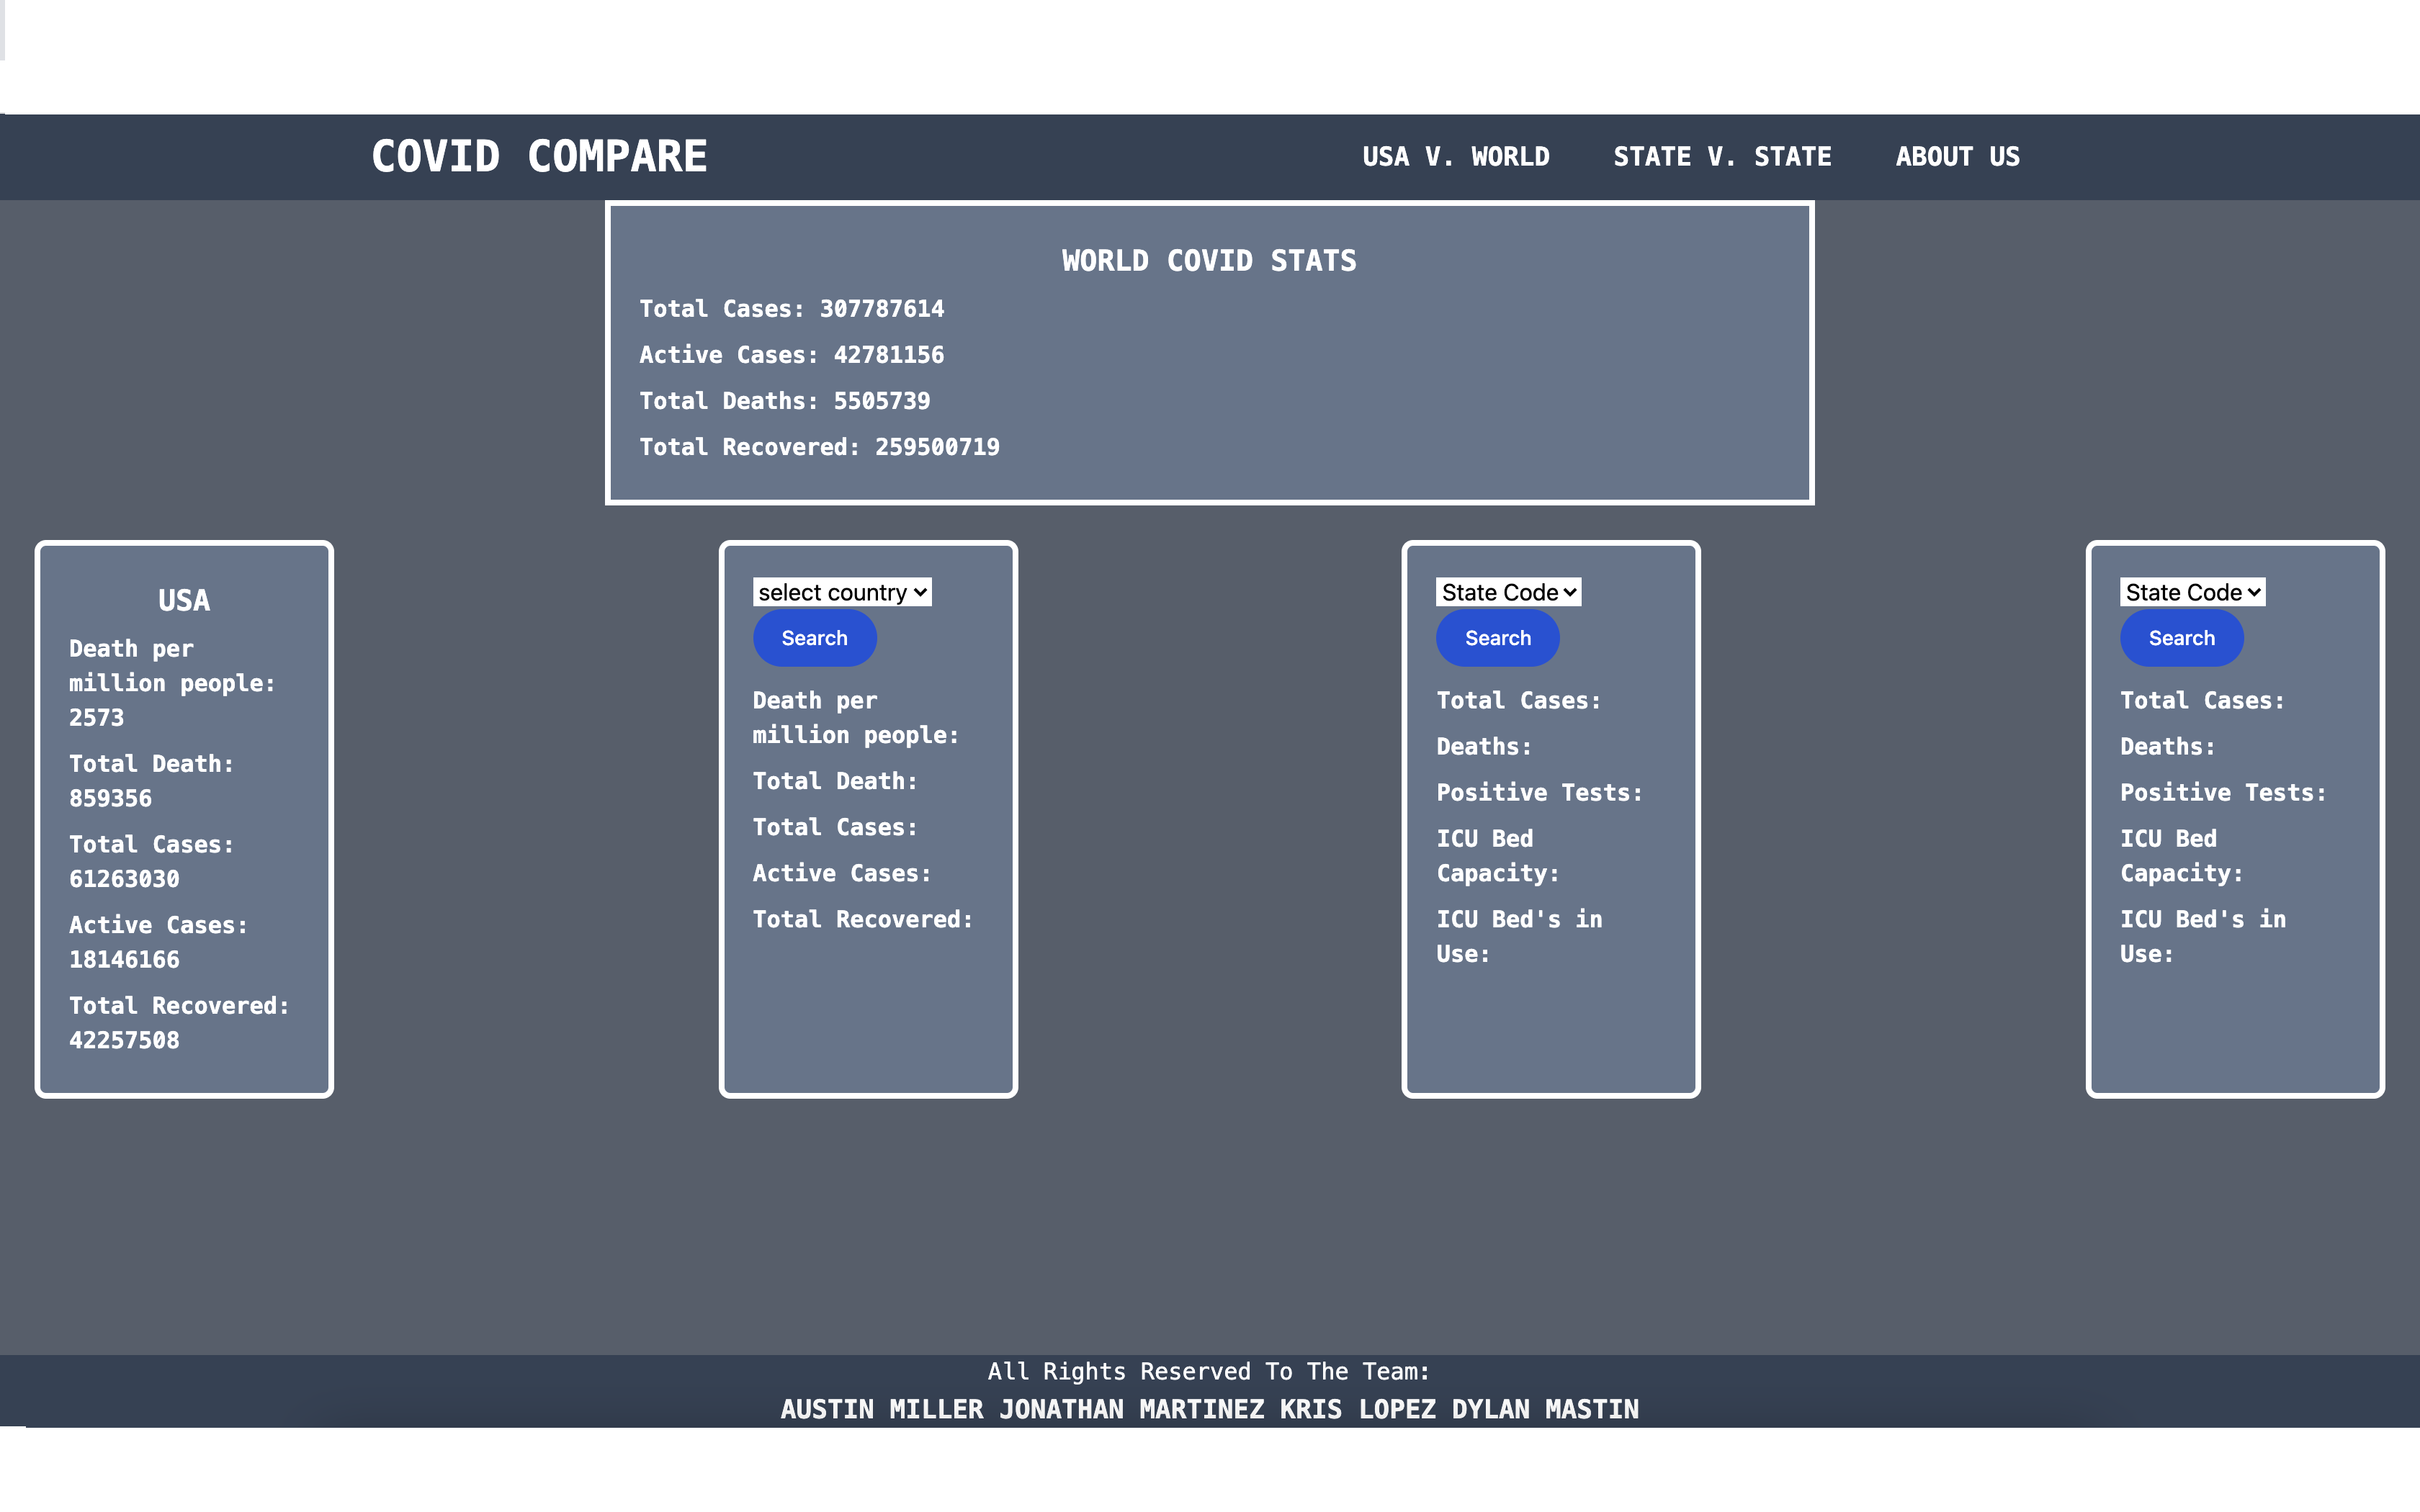 COVID COMPARE
USA V. WORLD
STATE V. STATE
ABOUT US
WORLD COVID STATS
Total Cases: 307787614
Active Cases: 42781156
Total Deaths: 5505739
Total Recovered: 259500719
USA
Death per
million people:
2573
Total Death:
859356
Total Cases:
61263030
Active Cases:
18146166
Total Recovered:
42257508
select country
Search
Death per
million people:
Total Death:
Total Cases:
Active Cases:
Total Recovered:
State Code
Search
Total Cases:
Deaths:
Positive Tests:
ICU Bed
Capacity:
ICU Bed's in
Use:
State Code
Search
Total Cases:
Deaths:
Positive Tests:
ICU Bed
Capacity:
ICU Bed's in
Use:
All Rights Reserved To The Team:
AUSTIN MILLER JONATHAN MARTINEZ KRIS LOPEZ DYLAN MASTIN